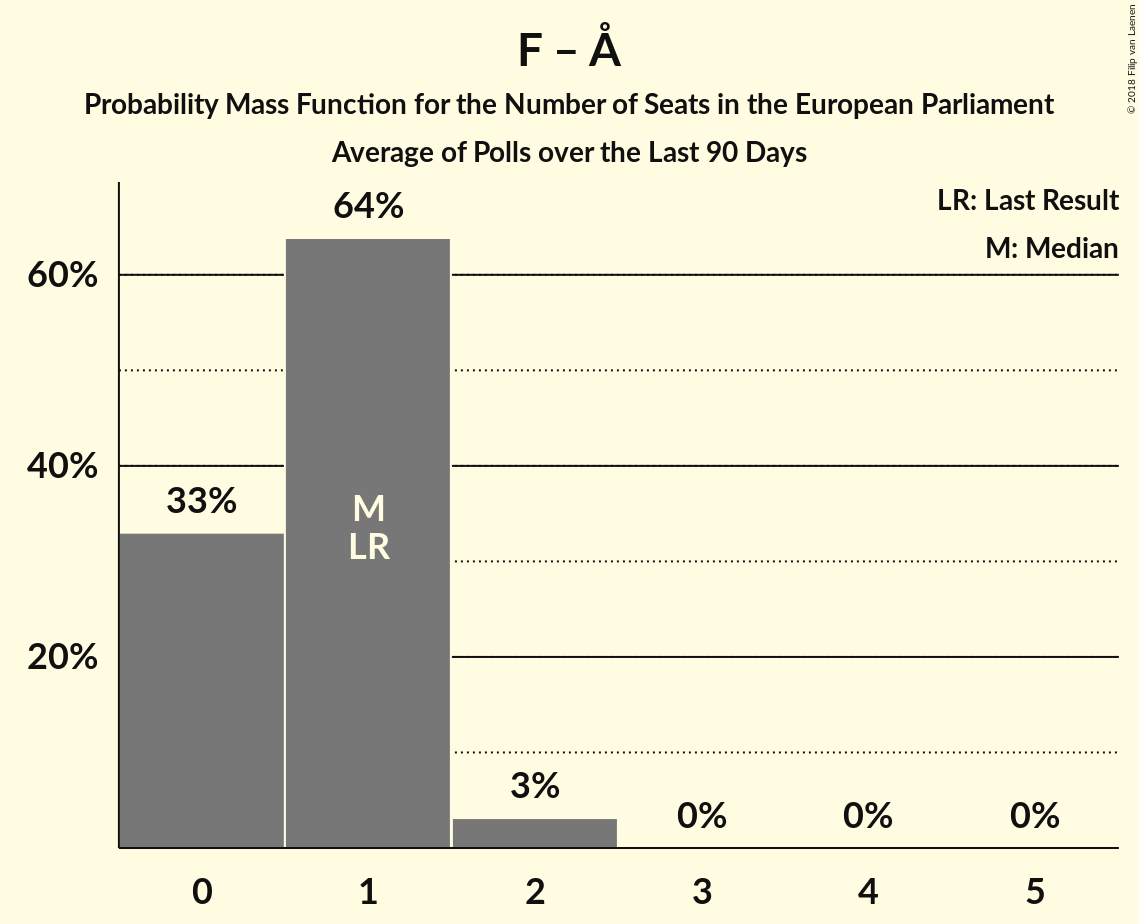 F – Å
Probability Mass Function for the Number of Seats in the European Parliament
Average of Polls over the Last 90 Days
© 2018 Filip van Laenen
LR: Last Result
M: Median
64%
60%
40%
33%
M
LR
20%
3%
0%
0%
0%
0
1
2
3
4
5